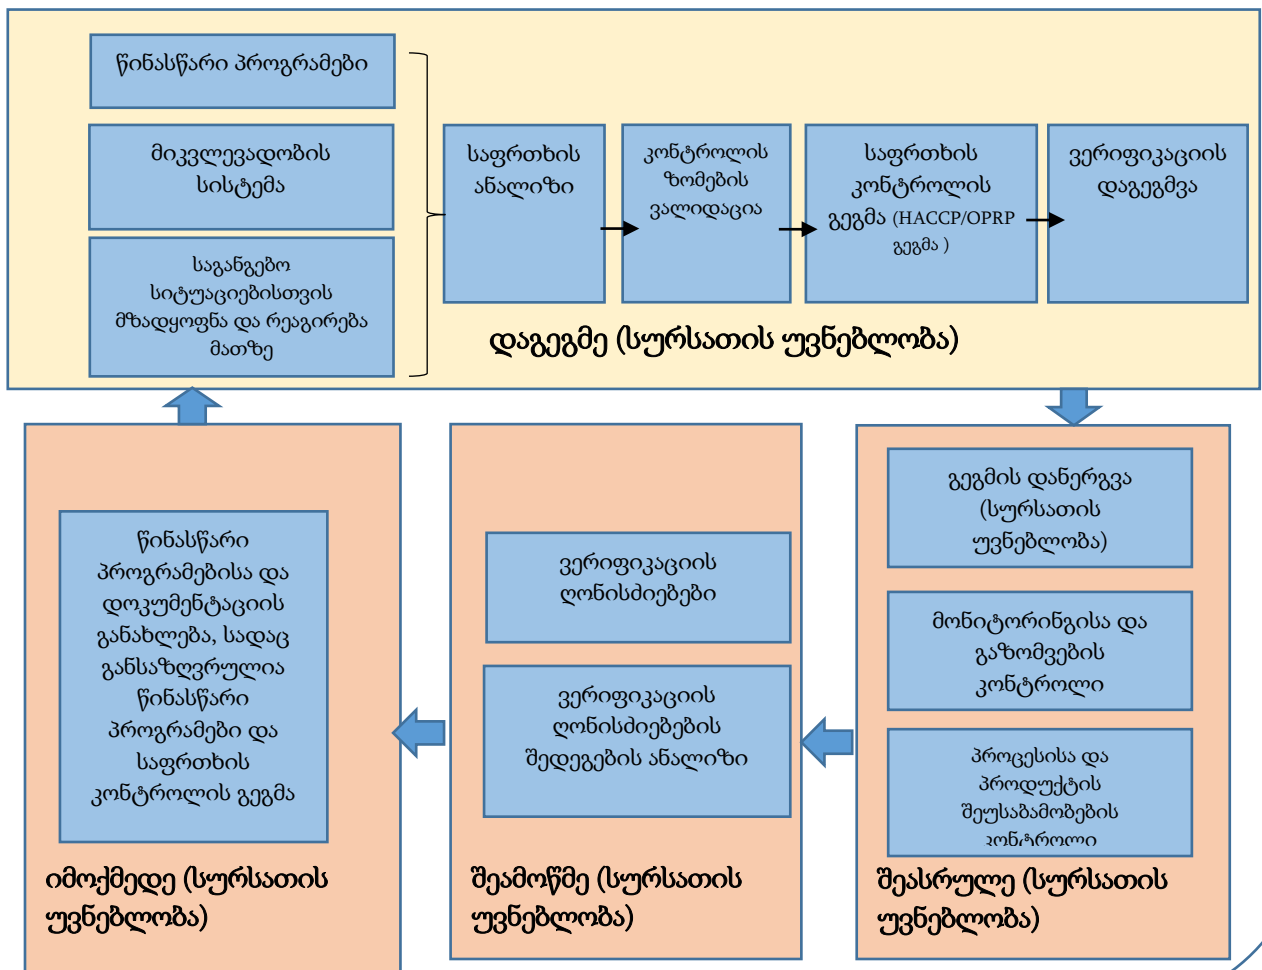 წინასწარი პროგრამები
მიკვლევადობის
სისტემა
საგანგებო
სიტუაციებისთვის
მზადყოფნა და რეაგირება
მათზე
საფრთხის
ანალიზი
კონტროლის
ზომების
ვალიდაცია
საფრთხის
კონტროლის
გეგმა (HACCP/OPRP
გეგმა )
ვერიფიკაციის
დაგეგმვა
დაგეგმე (სურსათის უვნებლობა)
გეგმის დანერგვა
(სურსათის
უვნებლობა)
მონიტორინგისა და
გაზომვების
კონტროლი
პროცესისა და
პროდუქტის
შეუსაბამობების
კონტროლი
შეასრულე (სურსათის
უვნებლობა)
ვერიფიკაციის
ღონისძიებები
ვერიფიკაციის
ღონისძიებების
შედეგების ანალიზი
შეამოწმე (სურსათის
უვნებლობა)
წინასწარი
პროგრამებისა და
დოკუმენტაციის
განახლება, სადაც
განსაზღვრულია
წინასწარი
პროგრამები და
საფრთხის
კონტროლის გეგმა
იმოქმედე (სურსათის
უვნებლობა)